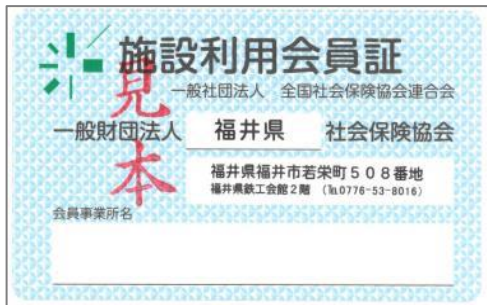 施設利用会員証
見本
一般社団法人　全国社会保険協会連合会
一般財団法人　福井県　社会保険協会
福井県福井市若栄町５０８番地
福井県鉄工会館２階　（℡0776-53-8016）
会員事業所名